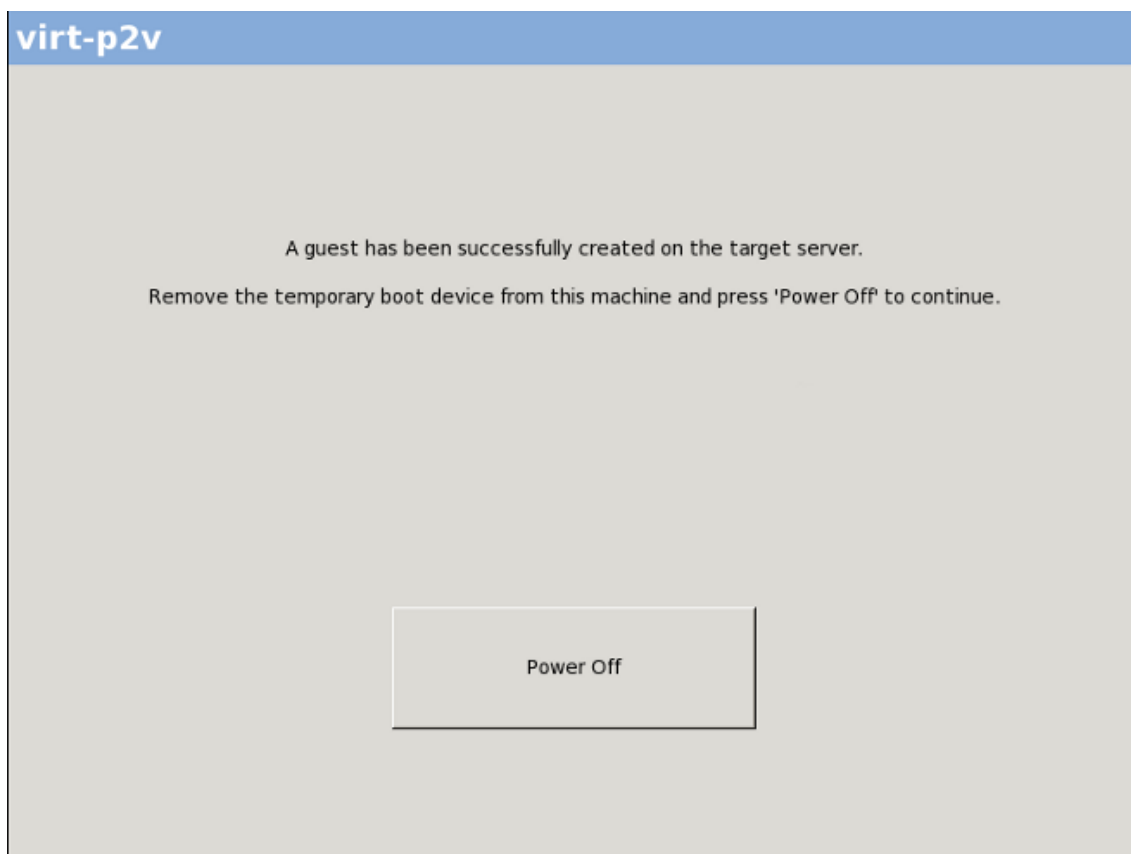 virt-p2v
A guest has been successfully created on the target server.
Remove the temporary boot device from this machine and press 'Power Off' to continue.
Power Off